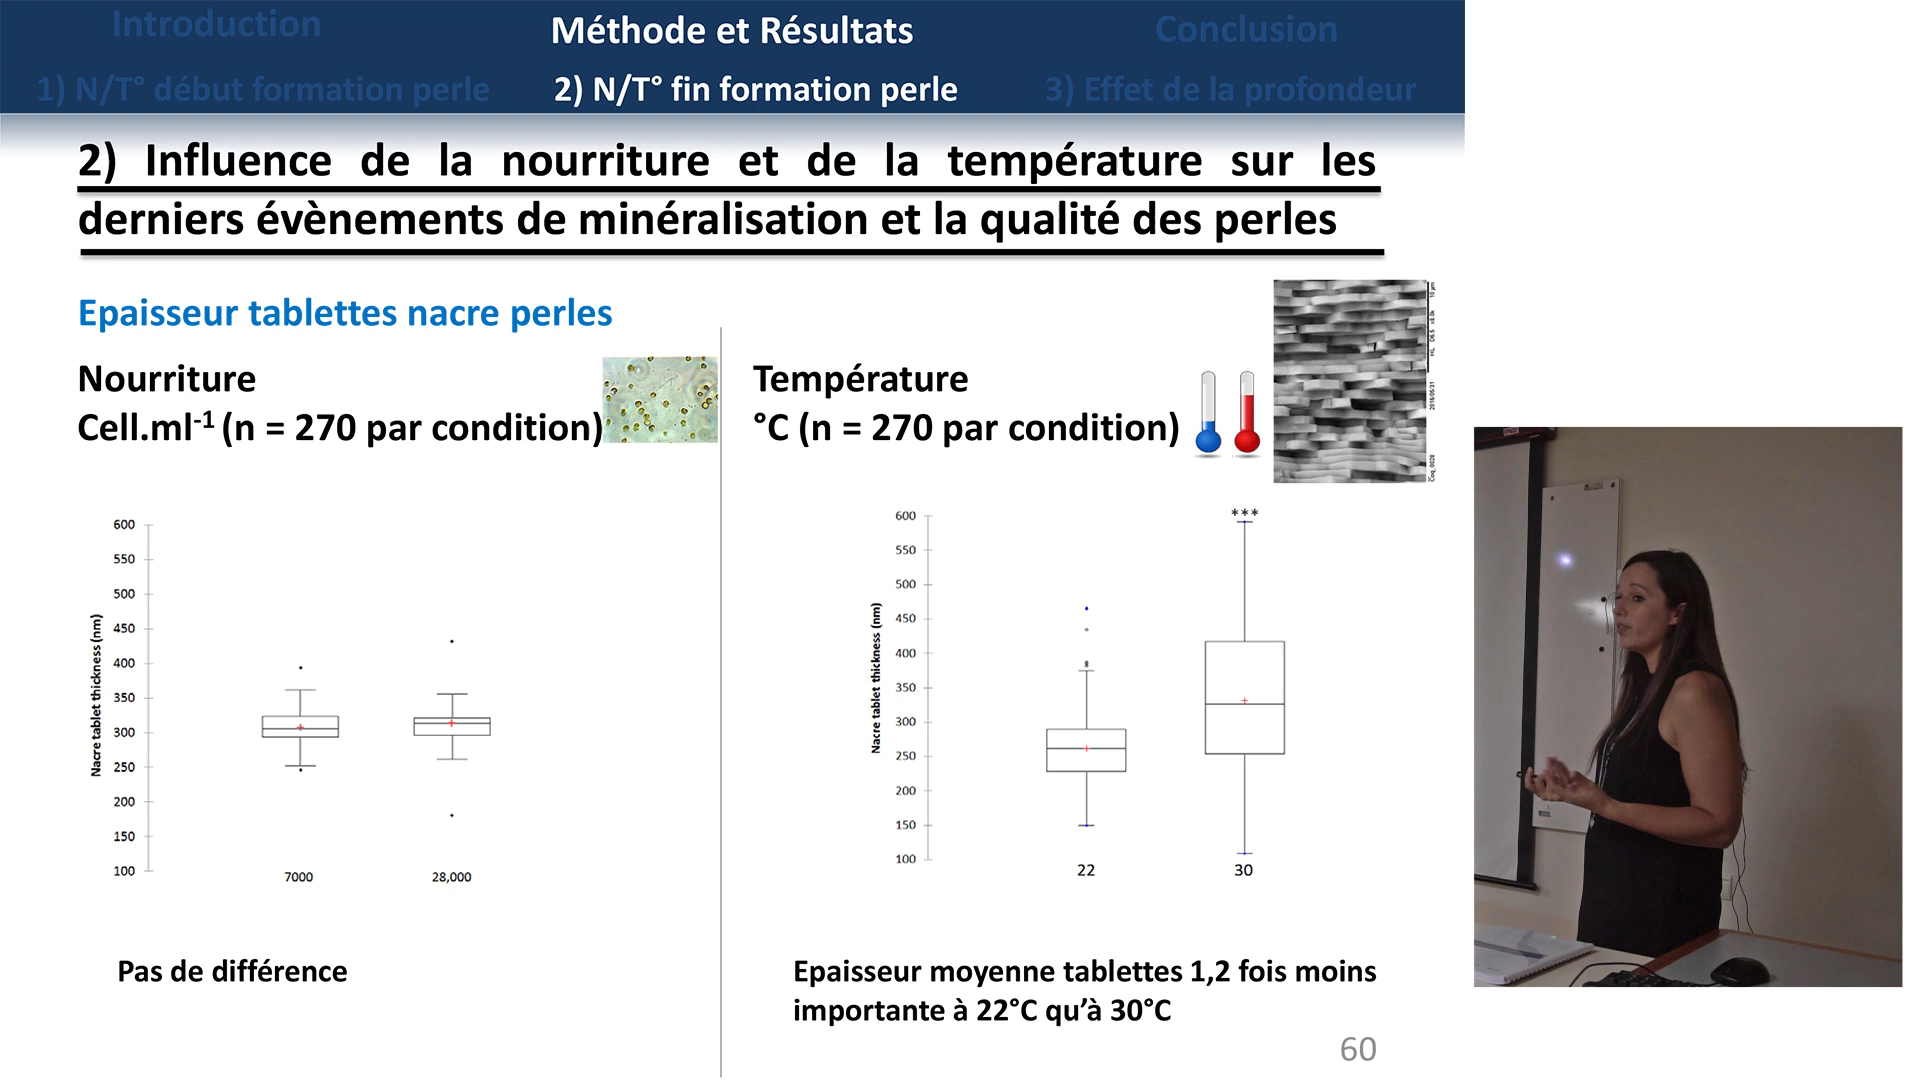 Introduction
Méthode et Résultats
Conclusion
1) N/T° début formation perle
2) N/T° fin formation perle
3) Effet de la profondeur
2) Influence de la nourriture et de la température sur les
derniers évènements de minéralisation et la qualité des perles
Epaisseur tablettes nacre perles
Nourriture
Cell.ml-1 (n = 270 par condition)
Température
°C (n = 270 par condition)
Nacre tablet thickness (nm)
600
550
500
450
400
350
300
250
200
150
100
7000
28,000
Pas de différence
Nacre tablet thickness (nm)
600
550
500
450
400
350
300
250
200
150
100
***
22
30
Epaisseur moyenne tablettes 1,2 fois moins
importante à 22°C qu’à 30°C
60